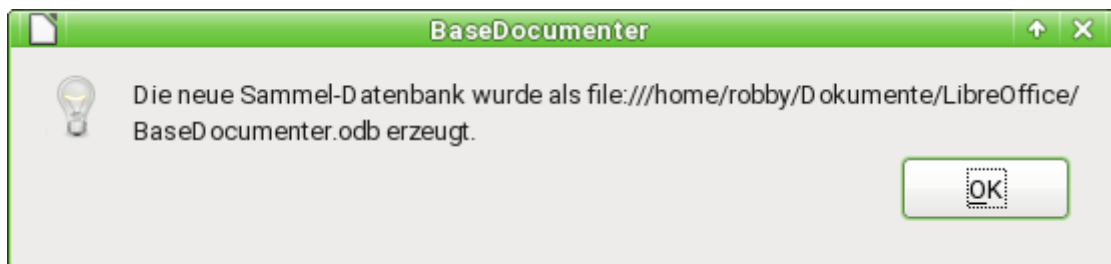 BaseDocumenter
Die neue Sammel-Datenbank wurde als file:///home/robby/Dokumente/LibreOffice/
BaseDocumenter.odb erzeugt.
OK